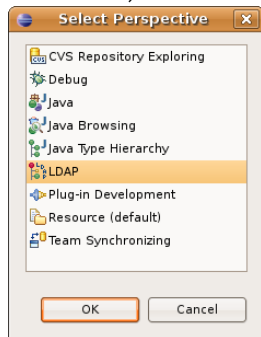 Select Perspective
CVS Repository Exploring
Debug
Java
Java Browsing
Java Type Hierarchy
LDAP
Plug-in Development
Resource (default)
Team Synchronizing
OK Cancel